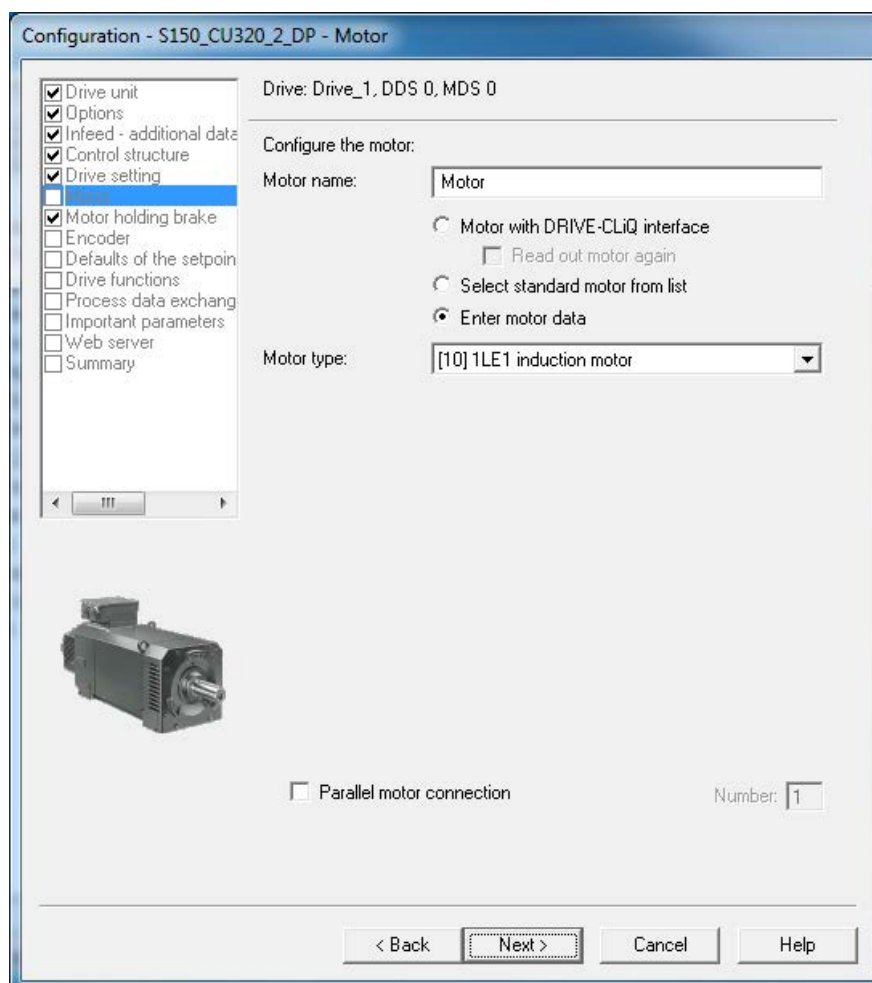 Configuration - S150_CU320_2_DP - Motor
Drive unit
Options
Infeed - additional data
Control structure
Drive setting
Motor holding brake
Encoder
Defaults of the setpoin
Drive functions
Process data exchang
Important parameters
Web server
Summary
Drive: Drive_1, DDS 0, MDS 0
Configure the motor:
Motor name: Motor
Motor with DRIVE-CLiQ interface
Read out motor again
Select standard motor from list
Enter motor data
Motor type: [10] 1LE1 induction motor
Parallel motor connection Number: 1
< Back Next > Cancel Help